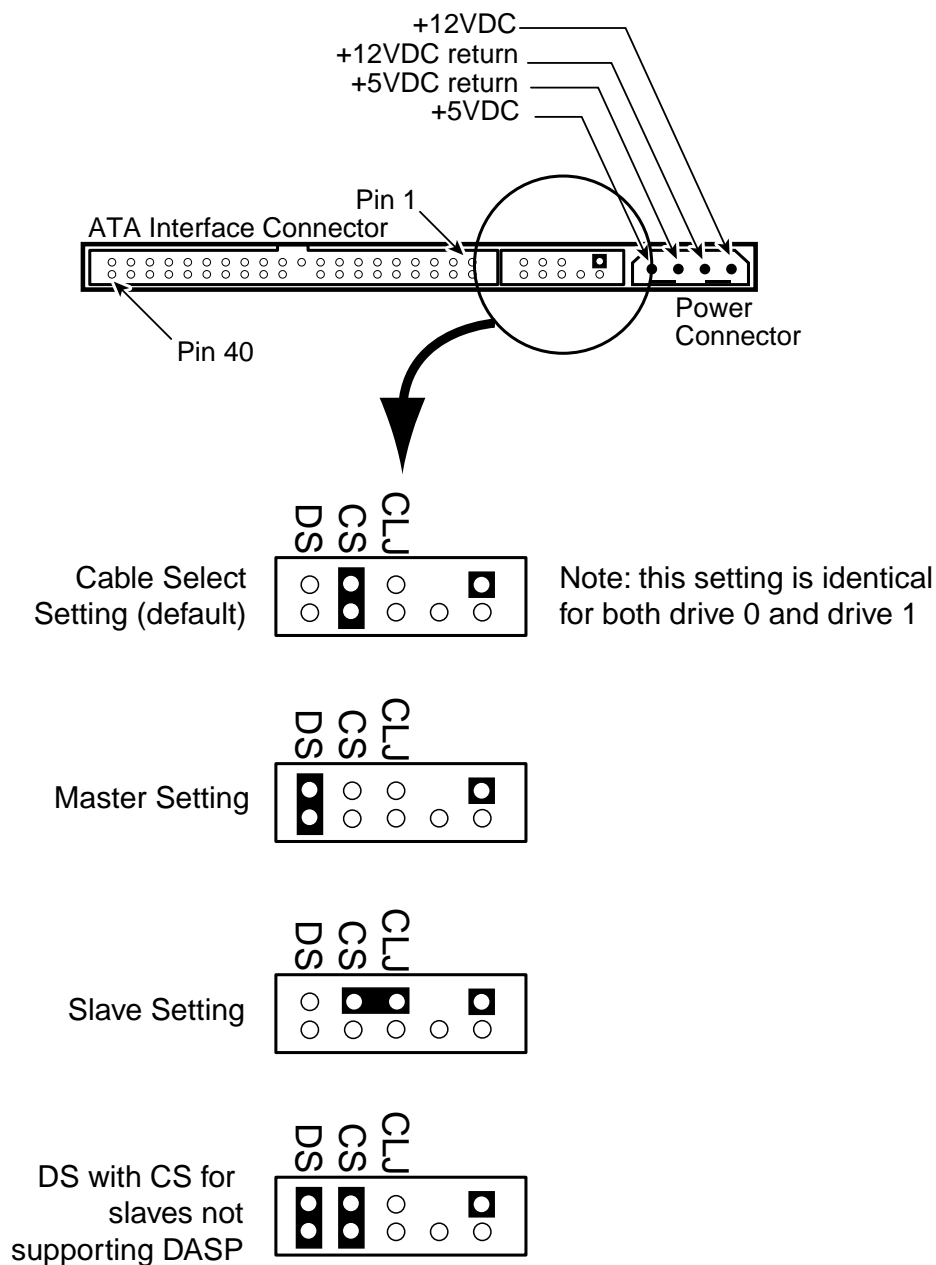 +12VDC
+12VDC return
+5VDC return
+5VDC
Pin 1
ATA Interface Connector
Power
Connector
Pin 40
DS CS CLJ
Cable Select
Setting (default)
Note: this setting is identical
for both drive 0 and drive 1
DS CS CLJ
Master Setting
DS CS CLJ
Slave Setting
DS CS CLJ
DS with CS for
slaves not
supporting DASP